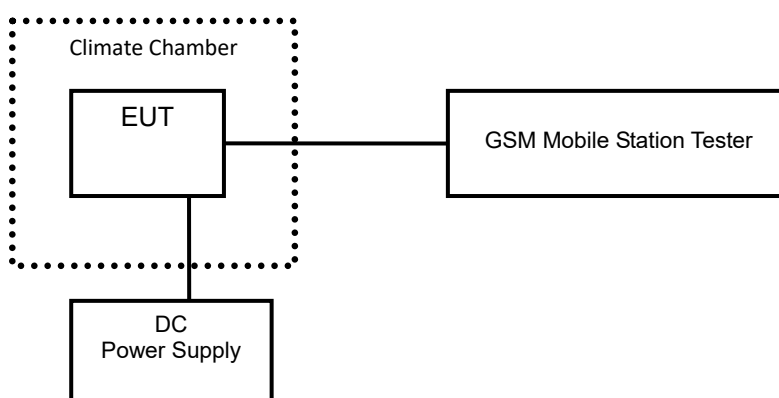 Climate Chamber
EUT
GSM Mobile Station Tester
DC
Power Supply